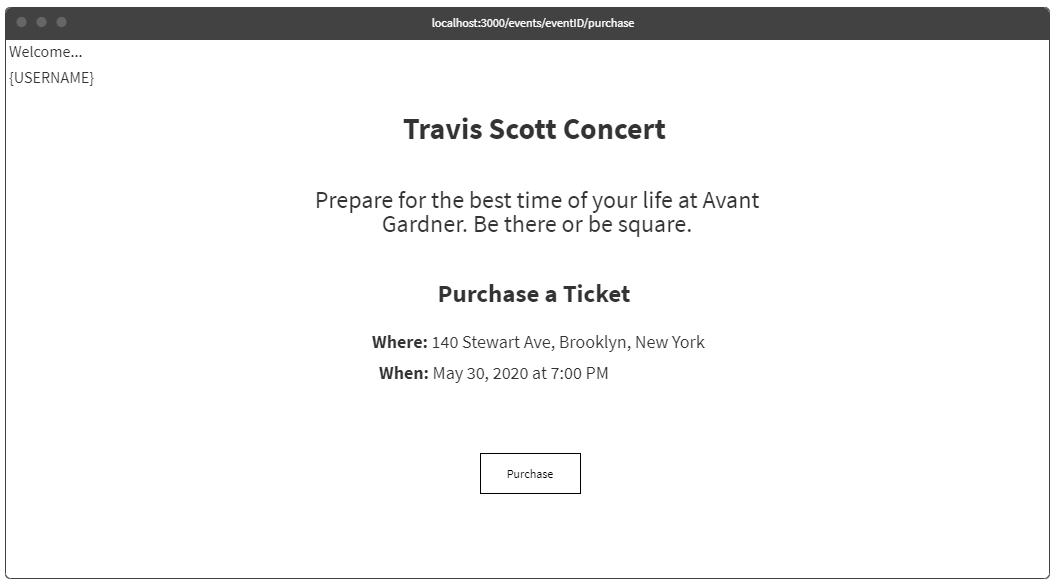 localhost:3000/events/eventID/purchase
Welcome...
{USERNAME}
Travis Scott Concert
Prepare for the best time of your life at Avant
Gardner. Be there or be square.
Purchase a Ticket
Where: 140 Stewart Ave, Brooklyn, New York
When: May 30, 2020 at 7:00 PM
Purchase